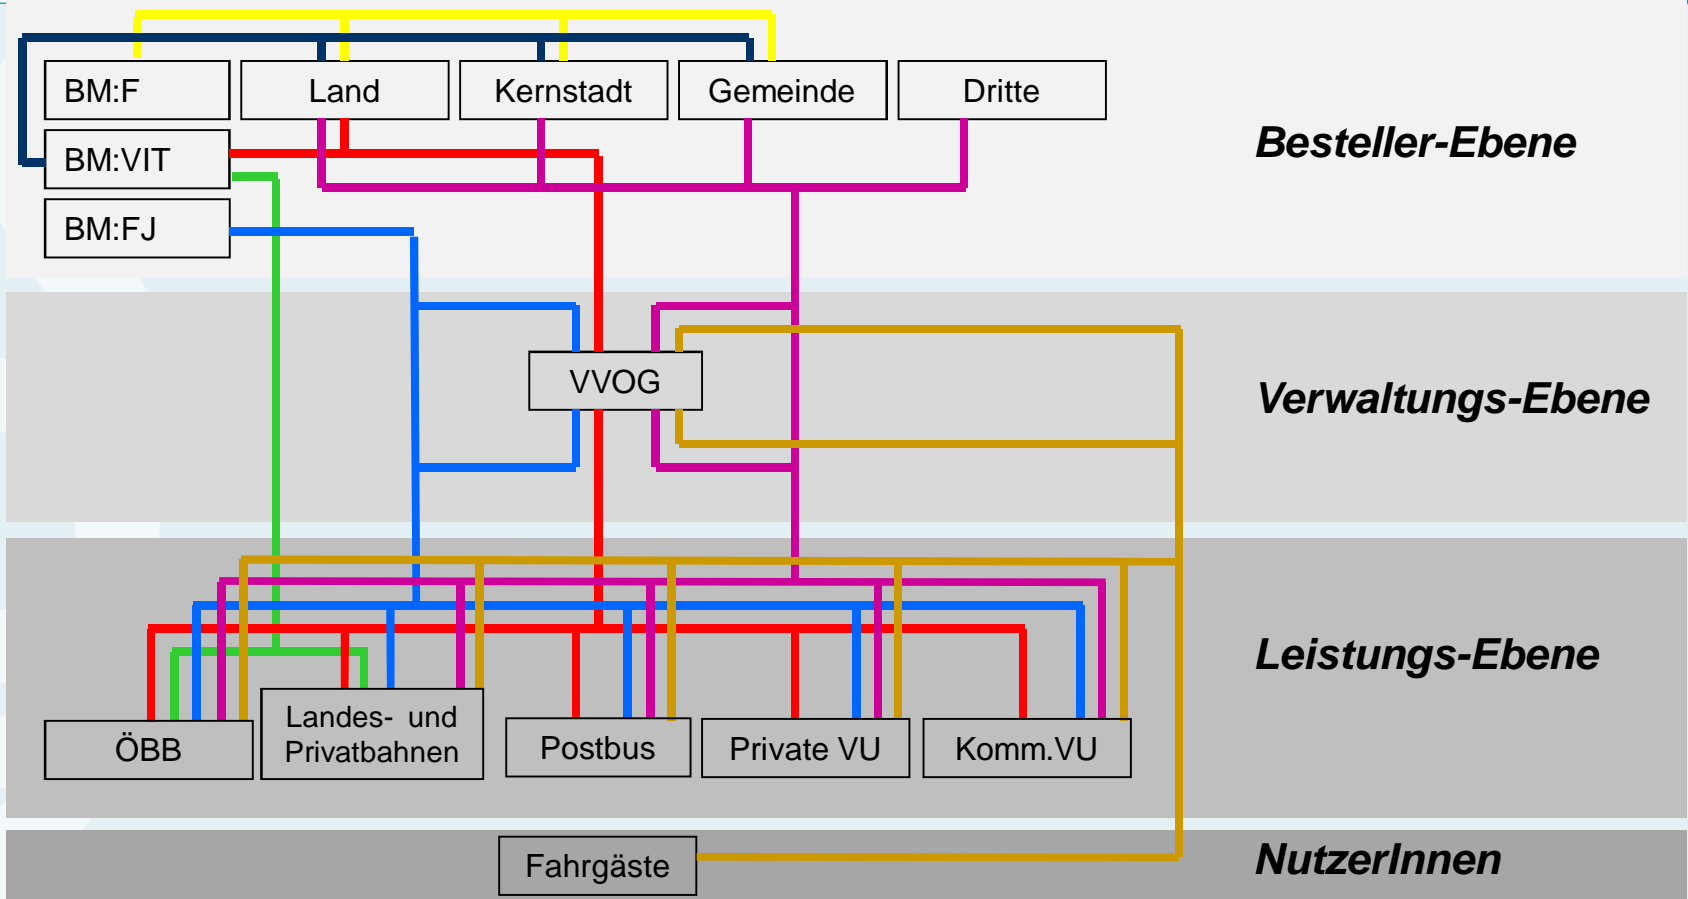 BM:F
Land
Kernstadt
Gemeinde
Dritte
BM:VIT
Besteller-Ebene
BM:FJ
VVOG
Verwaltungs-Ebene
Leistungs-Ebene
ÖBB
Landes- und
Privatbahnen
Postbus
Private VU
Komm.VU
Fahrgäste
NutzerInnen